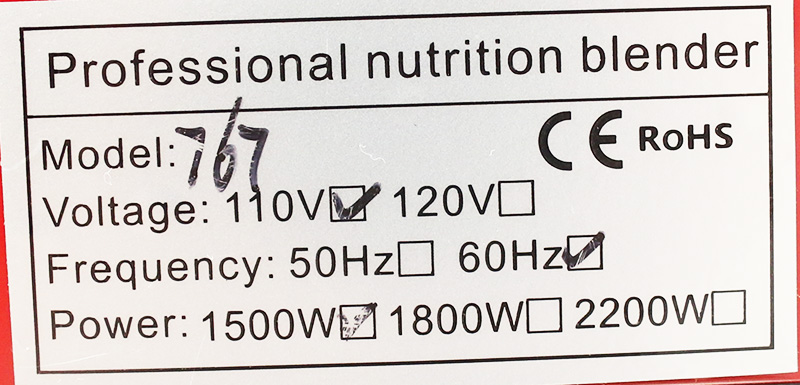 Professional nutrition blender
Model: 767
CE RoHS
Voltage: 110V☑ 120V☐
Frequency: 50Hz☐ 60Hz☑
Power: 1500W☑ 1800W☐ 2200W☐